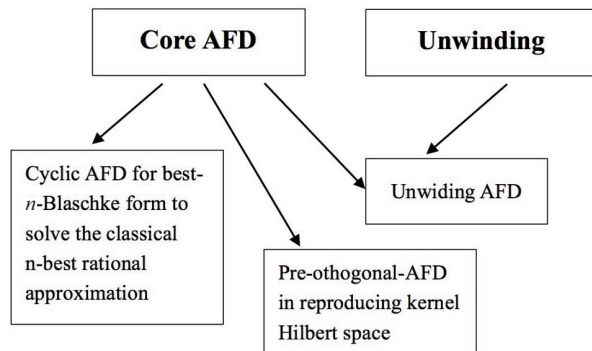 Core AFD
Unwinding
Cyclic AFD for best-
n-Blaschke form to
solve the classical
n-best rational
approximation
Unwiding AFD
Pre-othogonal-AFD
in reproducing kernel
Hilbert space